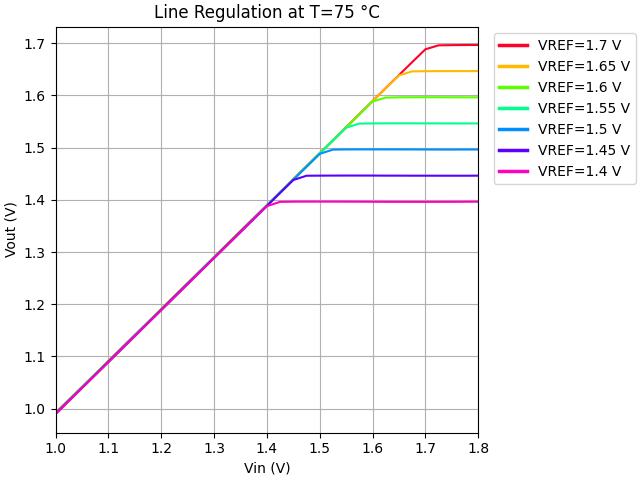 Line Regulation at T=75 °C
VREF=1.7 V
VREF=1.65 V
VREF=1.6 V
VREF=1.55 V
VREF=1.5 V
VREF=1.45 V
VREF=1.4 V
Vout (V)
1.7
1.6
1.5
1.4
1.3
1.2
1.1
1.0
1.0 1.1 1.2 1.3 1.4 1.5 1.6 1.7 1.8
Vin (V)